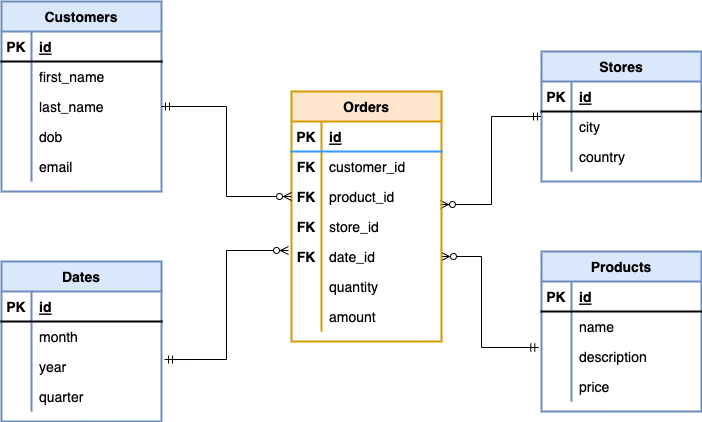 Customers
PK id
first_name
last_name
dob
email
Dates
PK id
month
year
quarter
Orders
PK id
FK customer_id
FK product_id
FK store_id
FK date_id
quantity
amount
Stores
PK id
city
country
Products
PK id
name
description
price